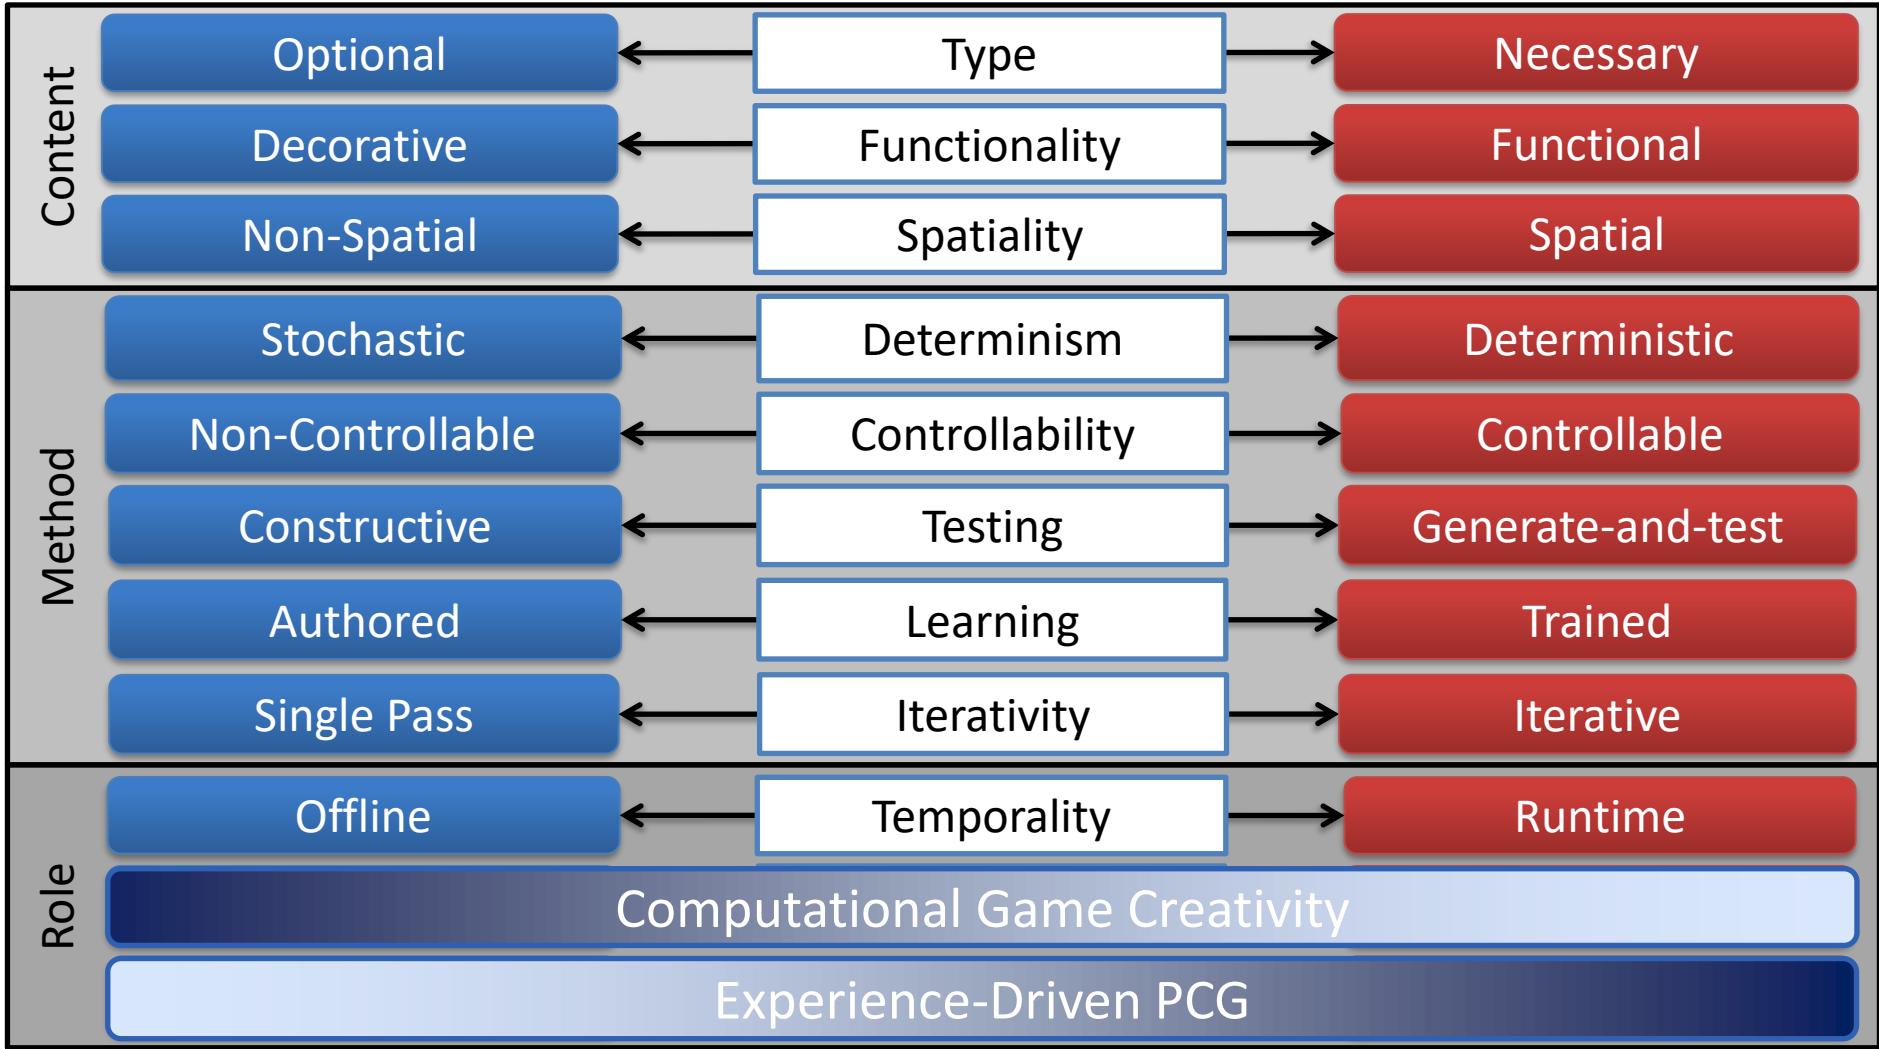 Content
Optional
Type
Necessary
Decorative
Functionality
Functional
Non-Spatial
Spatiality
Spatial
Method
Stochastic
Determinism
Deterministic
Non-Controllable
Controllability
Controllable
Constructive
Testing
Generate-and-test
Authored
Learning
Trained
Single Pass
Iterativity
Iterative
Role
Offline
Temporality
Runtime
Computational Game Creativity
Experience-Driven PCG